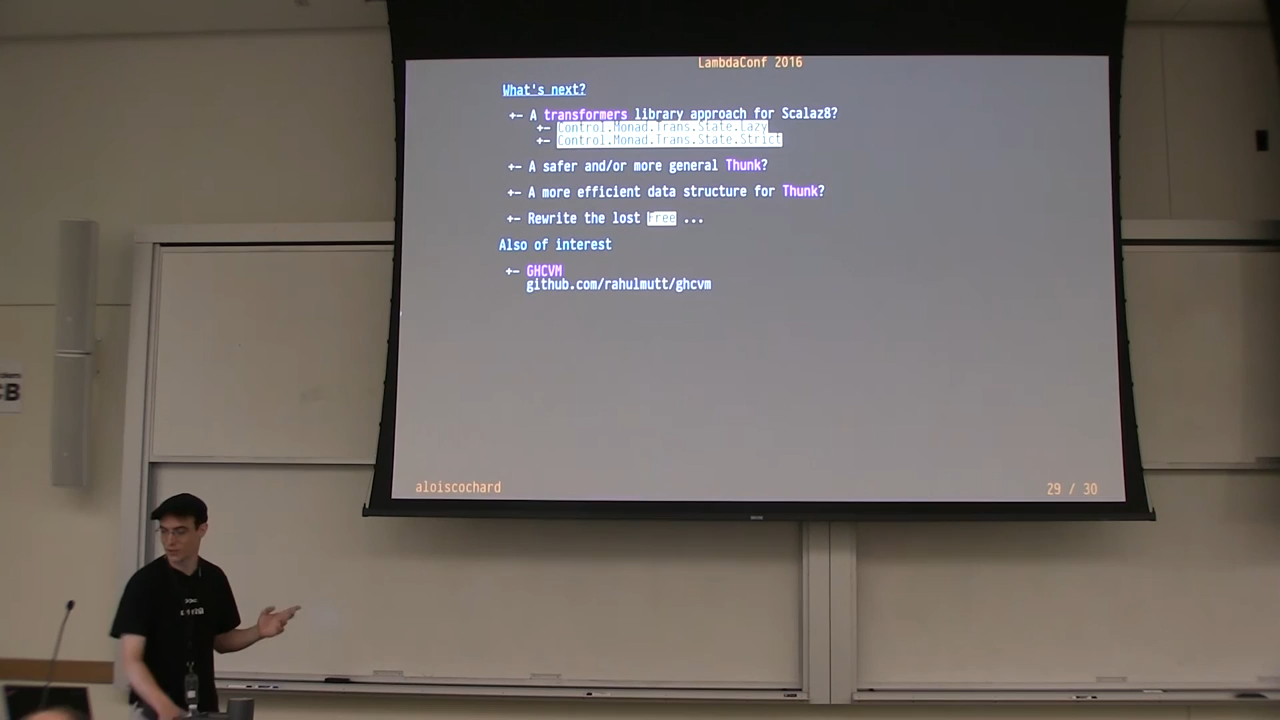 LambdaConf 2016
What's next?
+- A transformers library approach for Scalaz8?
+- Control.Monad.Trans.State.Lazy
+- Control.Monad.Trans.State.Strict
+- A safer and/or more general Thunk?
+- A more efficient data structure for Thunk?
+- Rewrite the lost Free ...
Also of interest
+- GHCVM
github.com/rahulmutt/ghcvm
aloiscochard
29 / 30
CB